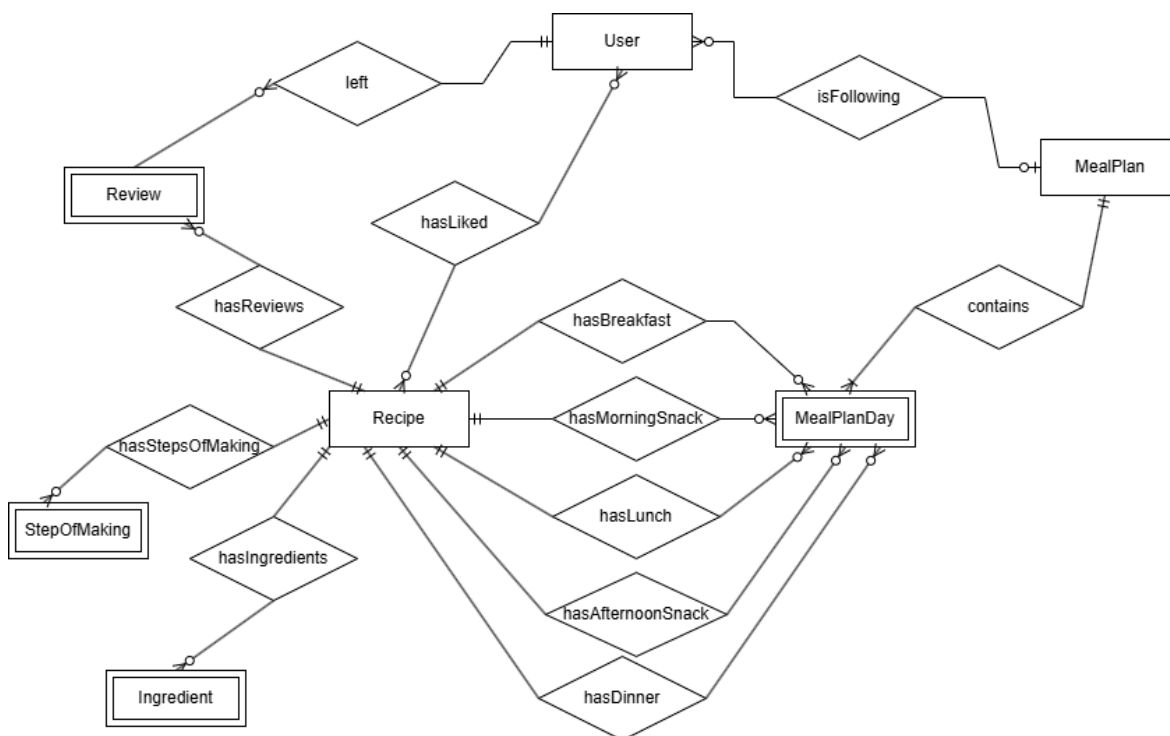 User
left
isFollowing
MealPlan
Review
hasLiked
hasReviews
hasBreakfast
contains
Recipe
hasMorningSnack
MealPlanDay
hasStepsOfMaking
StepOfMaking
hasLunch
hasIngredients
hasAfternoonSnack
Ingredient
hasDinner